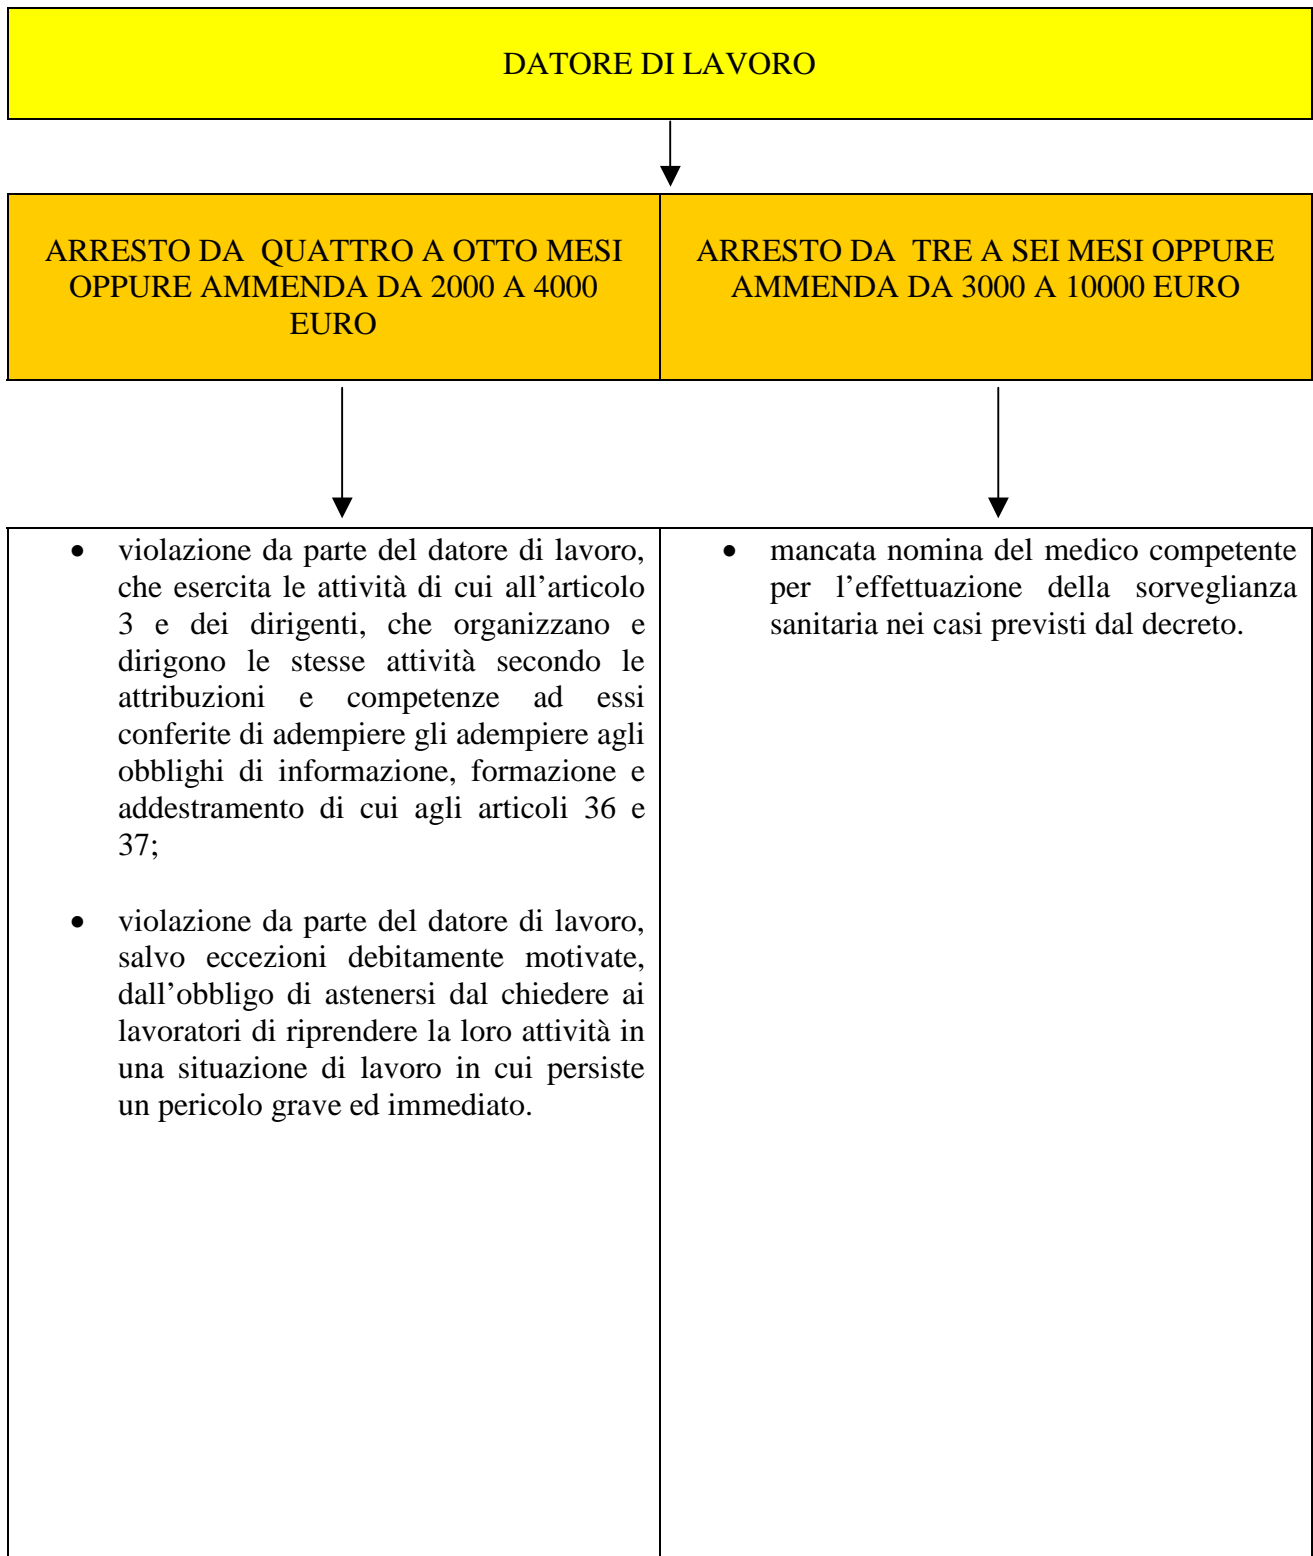 DATORE DI LAVORO
ARRESTO DA QUATTRO A OTTO MESI
OPPURE AMMENDA DA 2000 A 4000
EURO
ARRESTO DA TRE A SEI MESI OPPURE
AMMENDA DA 3000 A 10000 EURO
• violazione da parte del datore di lavoro,
che esercita le attività di cui all’articolo
3 e dei dirigenti, che organizzano e
dirigono le stesse attività secondo le
attribuzioni e competenze ad essi
conferite di adempiere gli adempiere agli
obblighi di informazione, formazione e
addestramento di cui agli articoli 36 e
37;
• violazione da parte del datore di lavoro,
salvo eccezioni debitamente motivate,
dall’obbligo di astenersi dal chiedere ai
lavoratori di riprendere la loro attività in
una situazione di lavoro in cui persiste
un pericolo grave ed immediato.
• mancata nomina del medico competente
per l’effettuazione della sorveglianza
sanitaria nei casi previsti dal decreto.